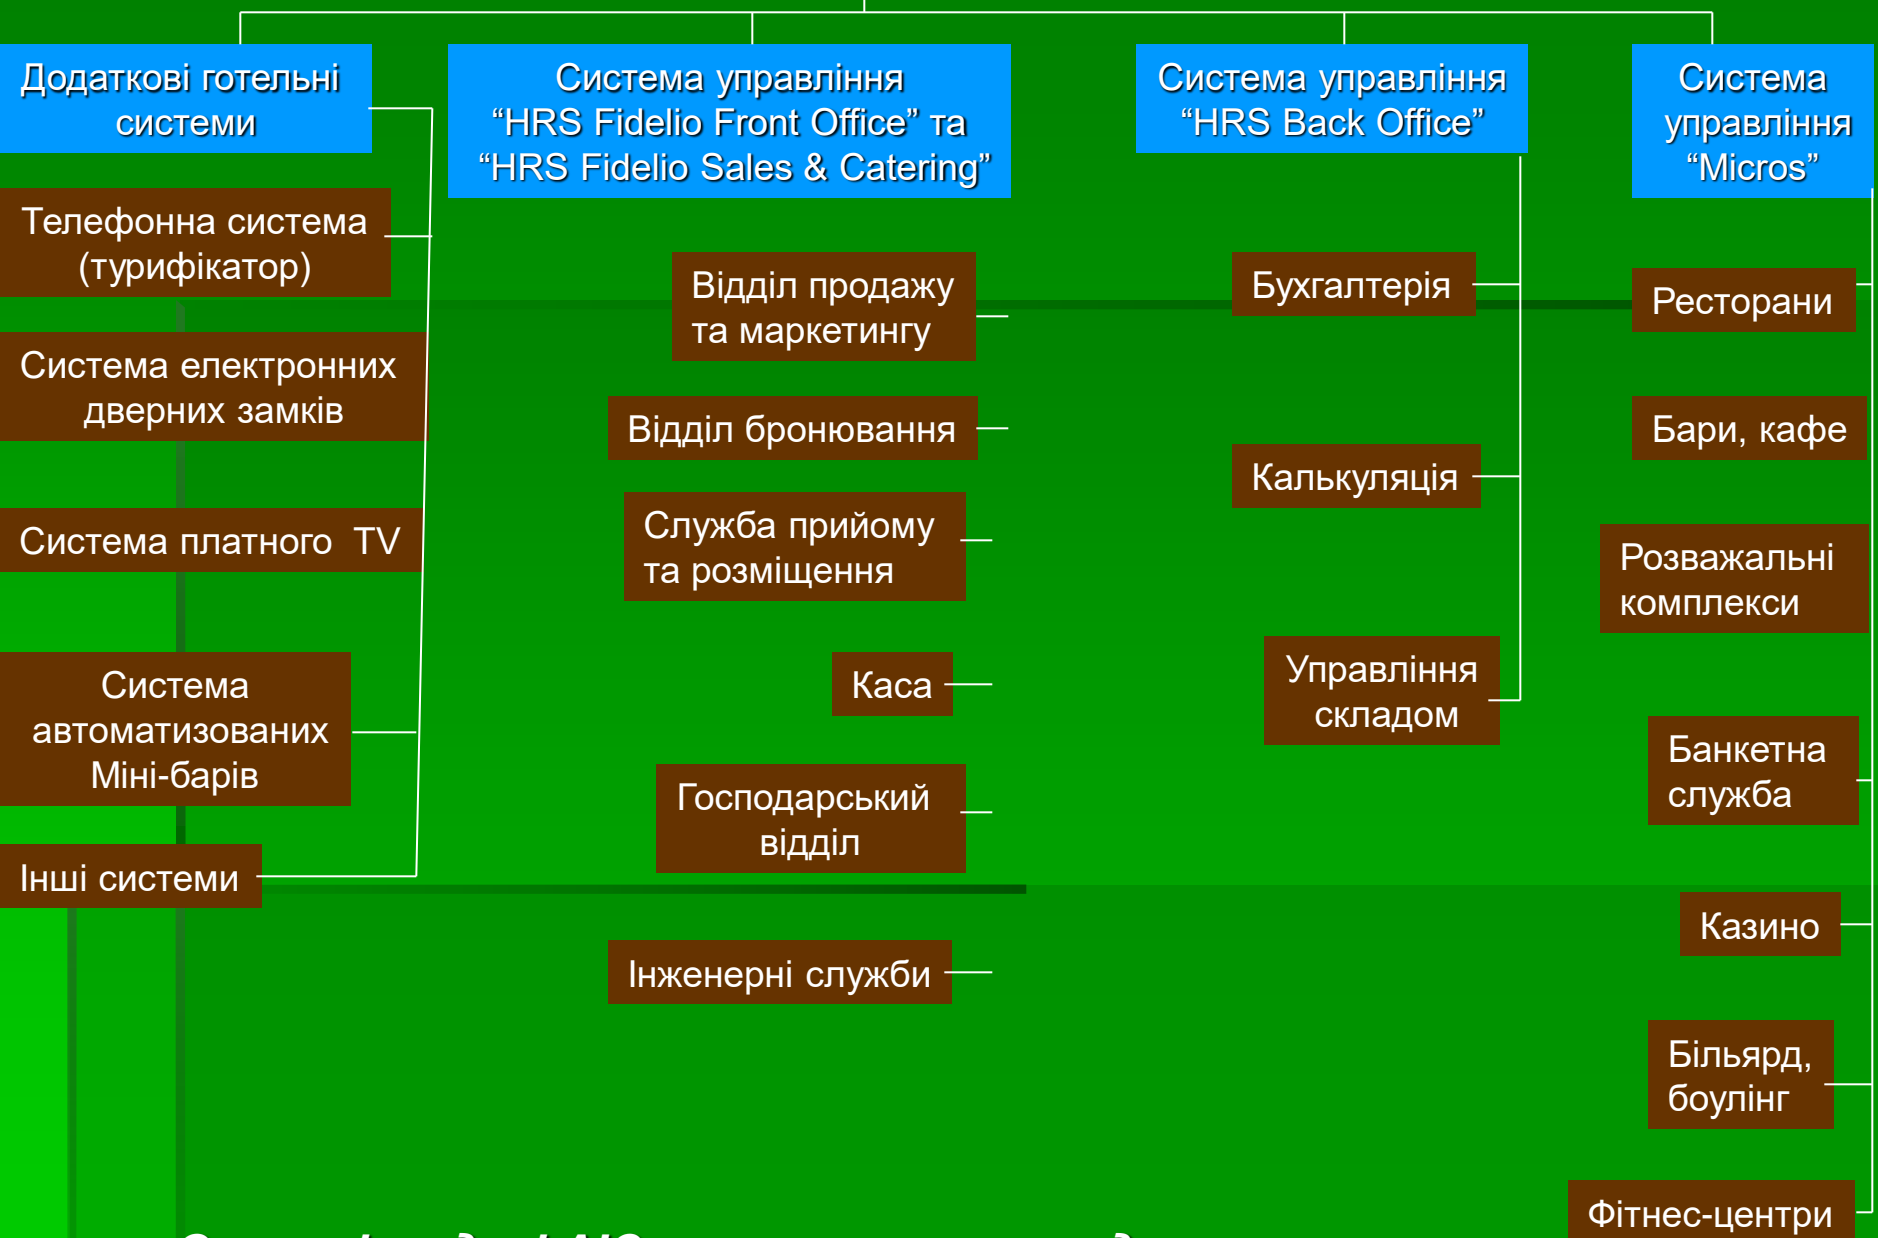 Додаткові готельні
системи
Телефонна система
(турифікатор)
Система електронних
дверних замків
Система платного TV
Система
автоматизованих
Міні-барів
Інші системи
Система управління
“HRS Fidelio Front Office” та
“HRS Fidelio Sales & Catering”
Відділ продажу
та маркетингу
Відділ бронювання
Служба прийому
та розміщення
Каса
Господарський
відділ
Інженерні служби
Система управління
“HRS Back Office”
Бухгалтерія
Калькуляція
Управління
складом
Система
управління
“Micros”
Ресторани
Бари, кафе
Розважальні
комплекси
Банкетна
служба
Казино
Більярд,
боулінг
Фітнес-центри